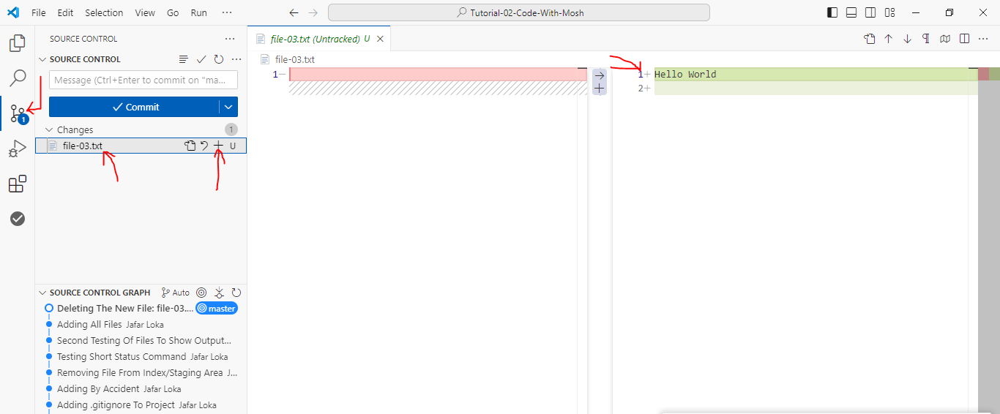 File Edit Selection View Go Run ···
Tutorial-02-Code-With-Mosh
SOURCE CONTROL
SOURCE CONTROL
Message (Ctrl+Enter to commit on "ma...
Commit
Changes 1
file-03.txt U
1
file-03.txt (Untracked) U
file-03.txt
1
1+ Hello World
2+
SOURCE CONTROL GRAPH Auto
Deleting The New File: file-03.... master
Adding All Files Jafar Loka
Second Testing Of Files To Show Output...
Testing Short Status Command Jafar Loka
Removing File From Index/Staging Area J...
Adding By Accident Jafar Loka
Adding .gitignore To Project Jafar Loka